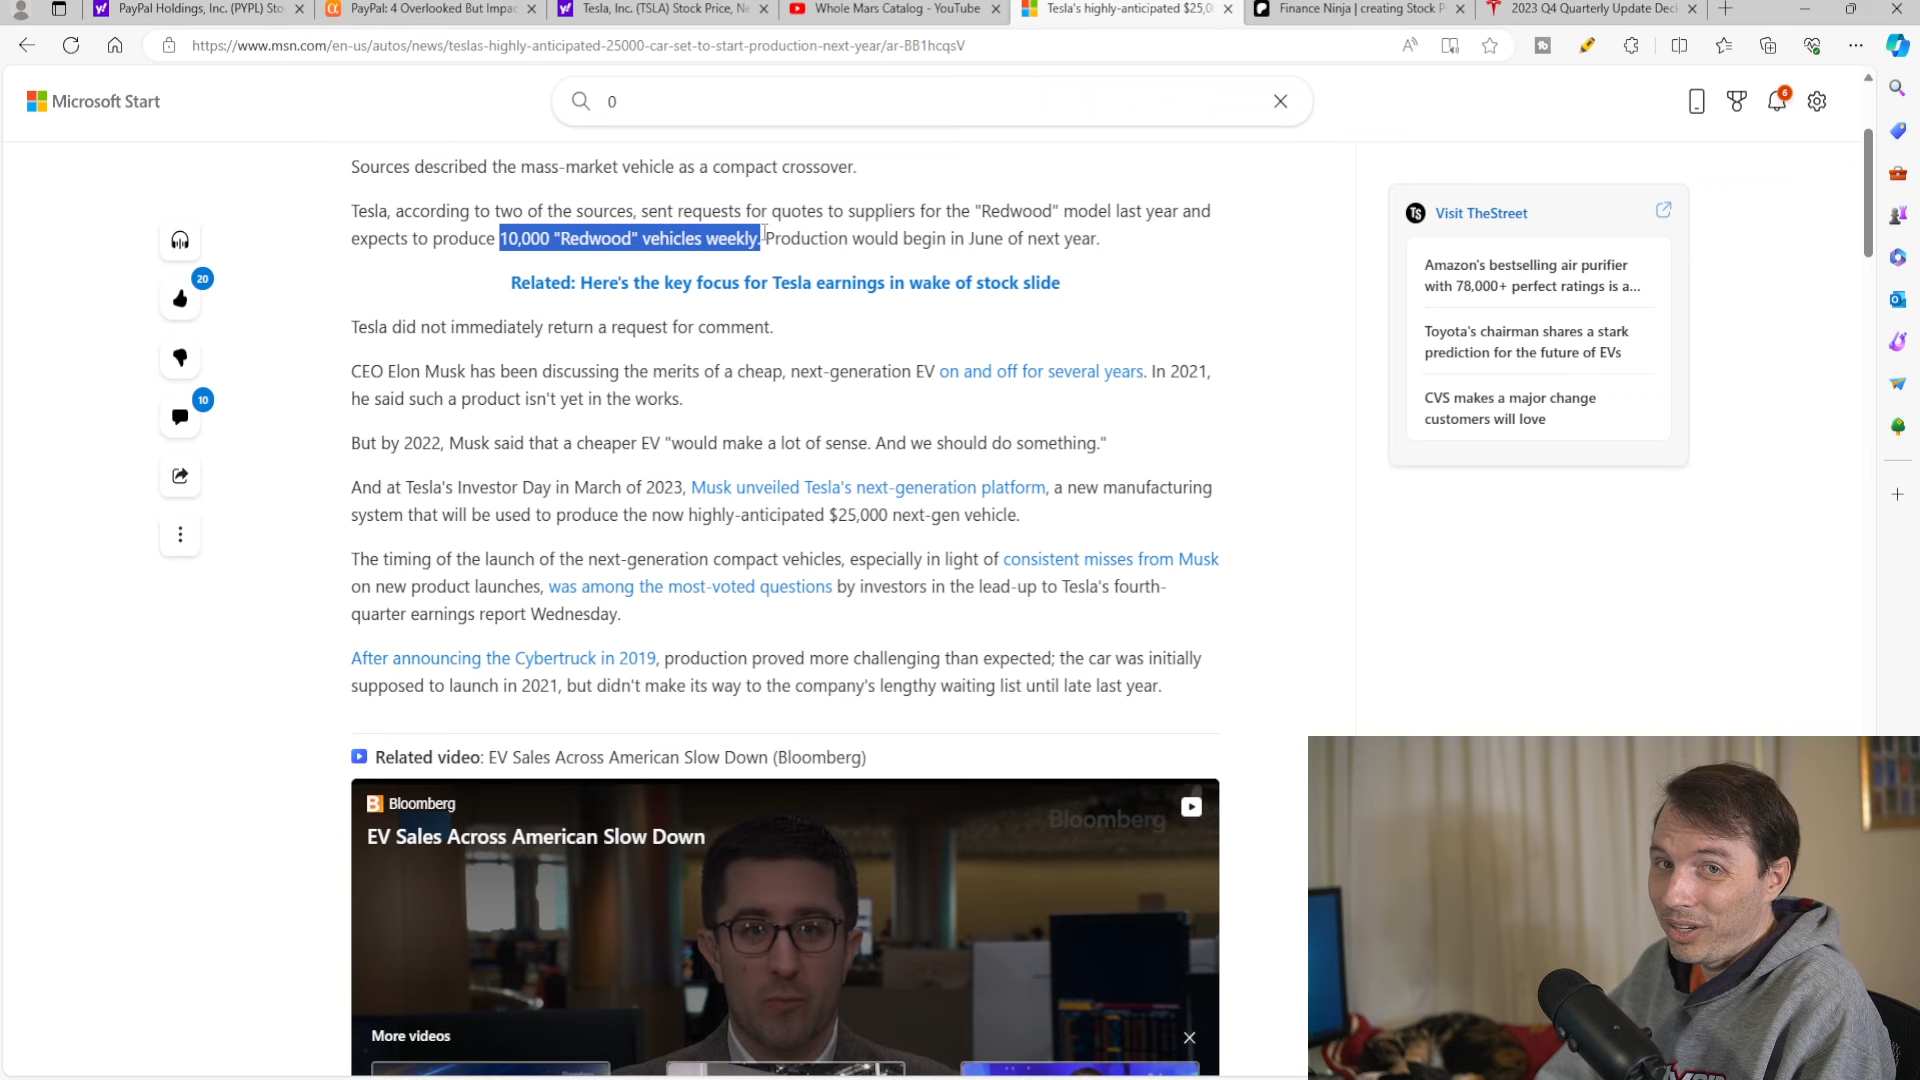 PayPal Holdings, Inc. (PYPL) Sto
PayPal: 4 Overlooked But Impac
Tesla, Inc. (TSLA) Stock Price, Ne
Whole Mars Catalog - YouTube
Tesla's highly-anticipated $25,0
Finance Ninja | creating Stock P
2023 Q4 Quarterly Update Deck
https://www.msn.com/en-us/autos/news/teslas-highly-anticipated-25000-car-set-to-start-production-next-year/ar-BB1hcqsV
Microsoft Start
0
6
Sources described the mass-market vehicle as a compact crossover.
Tesla, according to two of the sources, sent requests for quotes to suppliers for the "Redwood" model last year and
expects to produce 10,000 "Redwood" vehicles weekly. Production would begin in June of next year.
Related: Here's the key focus for Tesla earnings in wake of stock slide
Tesla did not immediately return a request for comment.
CEO Elon Musk has been discussing the merits of a cheap, next-generation EV on and off for several years. In 2021,
he said such a product isn't yet in the works.
But by 2022, Musk said that a cheaper EV "would make a lot of sense. And we should do something."
And at Tesla's Investor Day in March of 2023, Musk unveiled Tesla's next-generation platform, a new manufacturing
system that will be used to produce the now highly-anticipated $25,000 next-gen vehicle.
The timing of the launch of the next-generation compact vehicles, especially in light of consistent misses from Musk
on new product launches, was among the most-voted questions by investors in the lead-up to Tesla's fourth-
quarter earnings report Wednesday.
After announcing the Cybertruck in 2019, production proved more challenging than expected; the car was initially
supposed to launch in 2021, but didn't make its way to the company's lengthy waiting list until late last year.
20
10
TS Visit TheStreet
Amazon's bestselling air purifier
with 78,000+ perfect ratings is a...
Toyota's chairman shares a stark
prediction for the future of EVs
CVS makes a major change
customers will love
Related video: EV Sales Across American Slow Down (Bloomberg)
B Bloomberg
Bloomberg
EV Sales Across American Slow Down
More videos